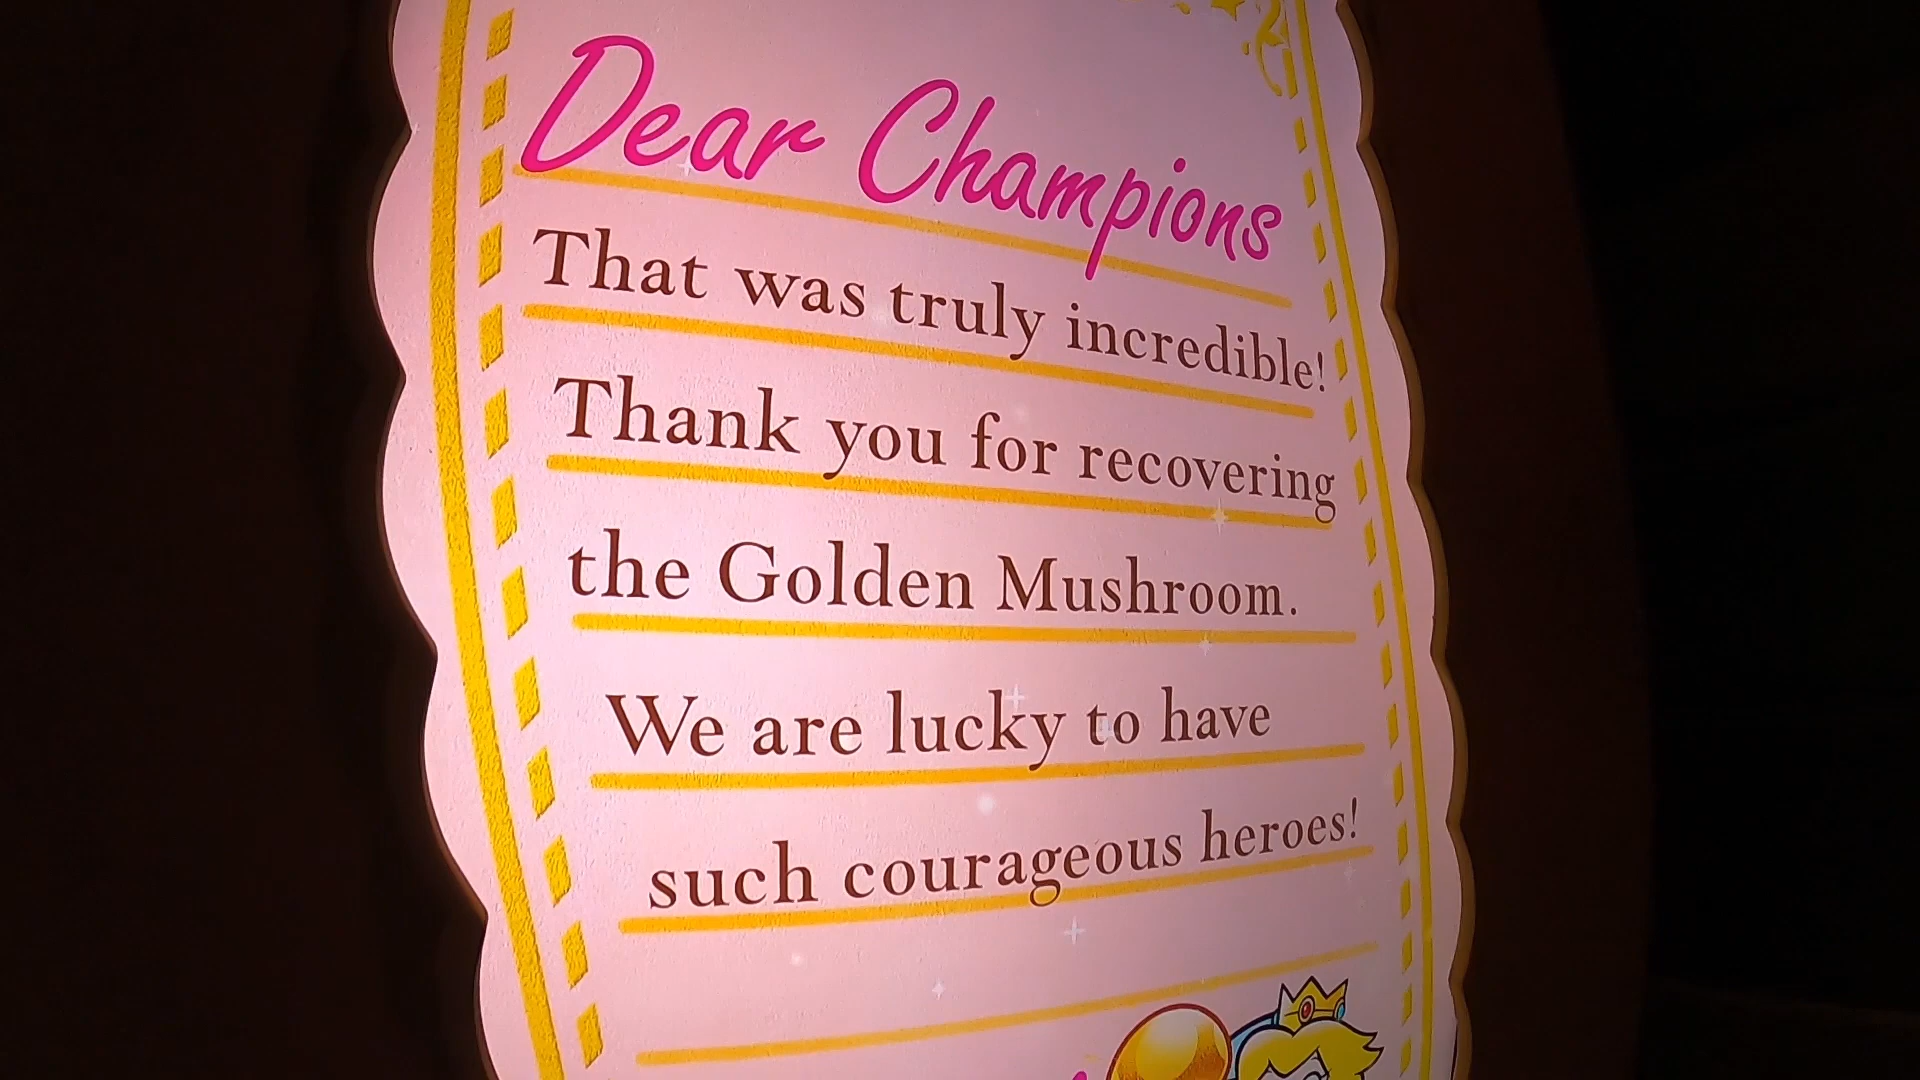 Dear Champions
That was truly incredible!
Thank you for recovering
the Golden Mushroom.
We are lucky to have
such courageous heroes!